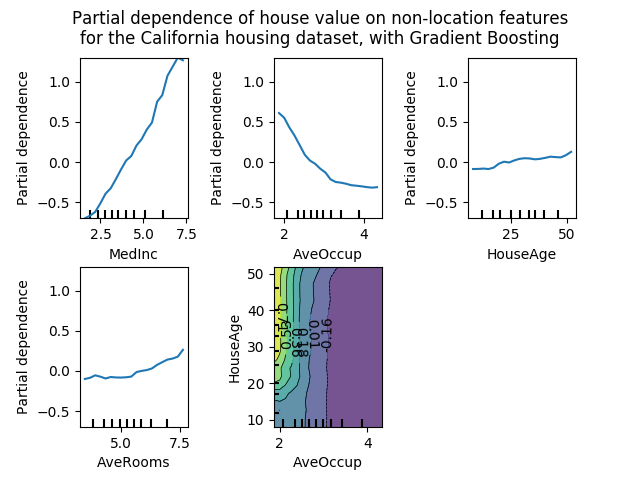 Partial dependence of house value on non-location features
for the California housing dataset, with Gradient Boosting
Partial dependence
1.0
0.5
0.0
−0.5
2.5
5.0
7.5
MedInc
Partial dependence
1.0
0.5
0.0
−0.5
2
4
AveOccup
Partial dependence
1.0
0.5
0.0
−0.5
25
50
HouseAge
Partial dependence
1.0
0.5
0.0
−0.5
5.0
7.5
AveRooms
HouseAge
50
40
30
20
10
0.18
0.01
-0.16
2
4
AveOccup